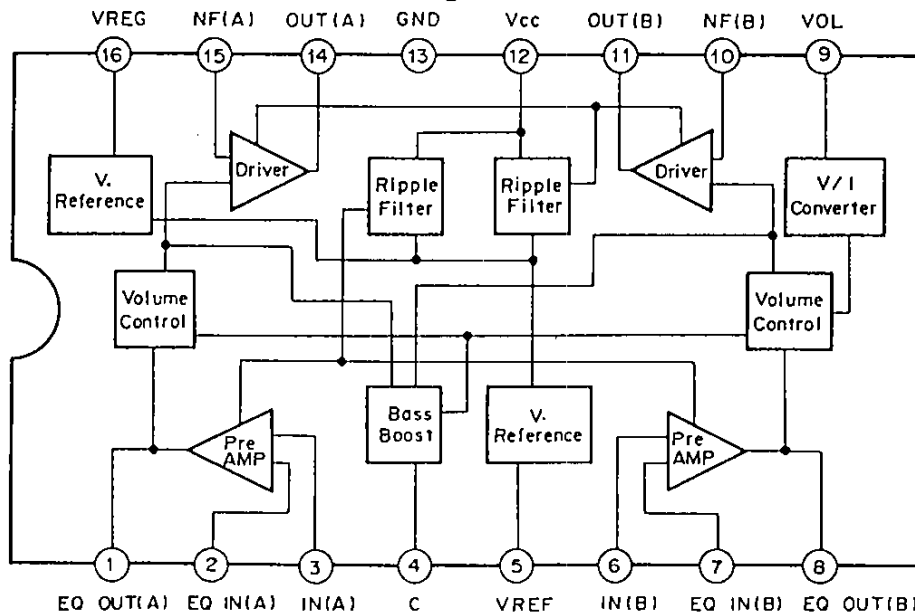 VREG NF(A) OUT(A) GND Vcc OUT(B) NF(B) VOL
16 15 14 13 12 11 10 9
Driver
Driver
V.
Reference
Ripple
Filter
Ripple
Filter
V/I
Converter
Volume
Control
Volume
Control
Pre
AMP
Bass
Boost
V.
Reference
Pre
AMP
1 2 3 4 5 6 7 8
EQ OUT(A) EQ IN(A) IN(A) C VREF IN(B) EQ IN(B) EQ OUT(B)